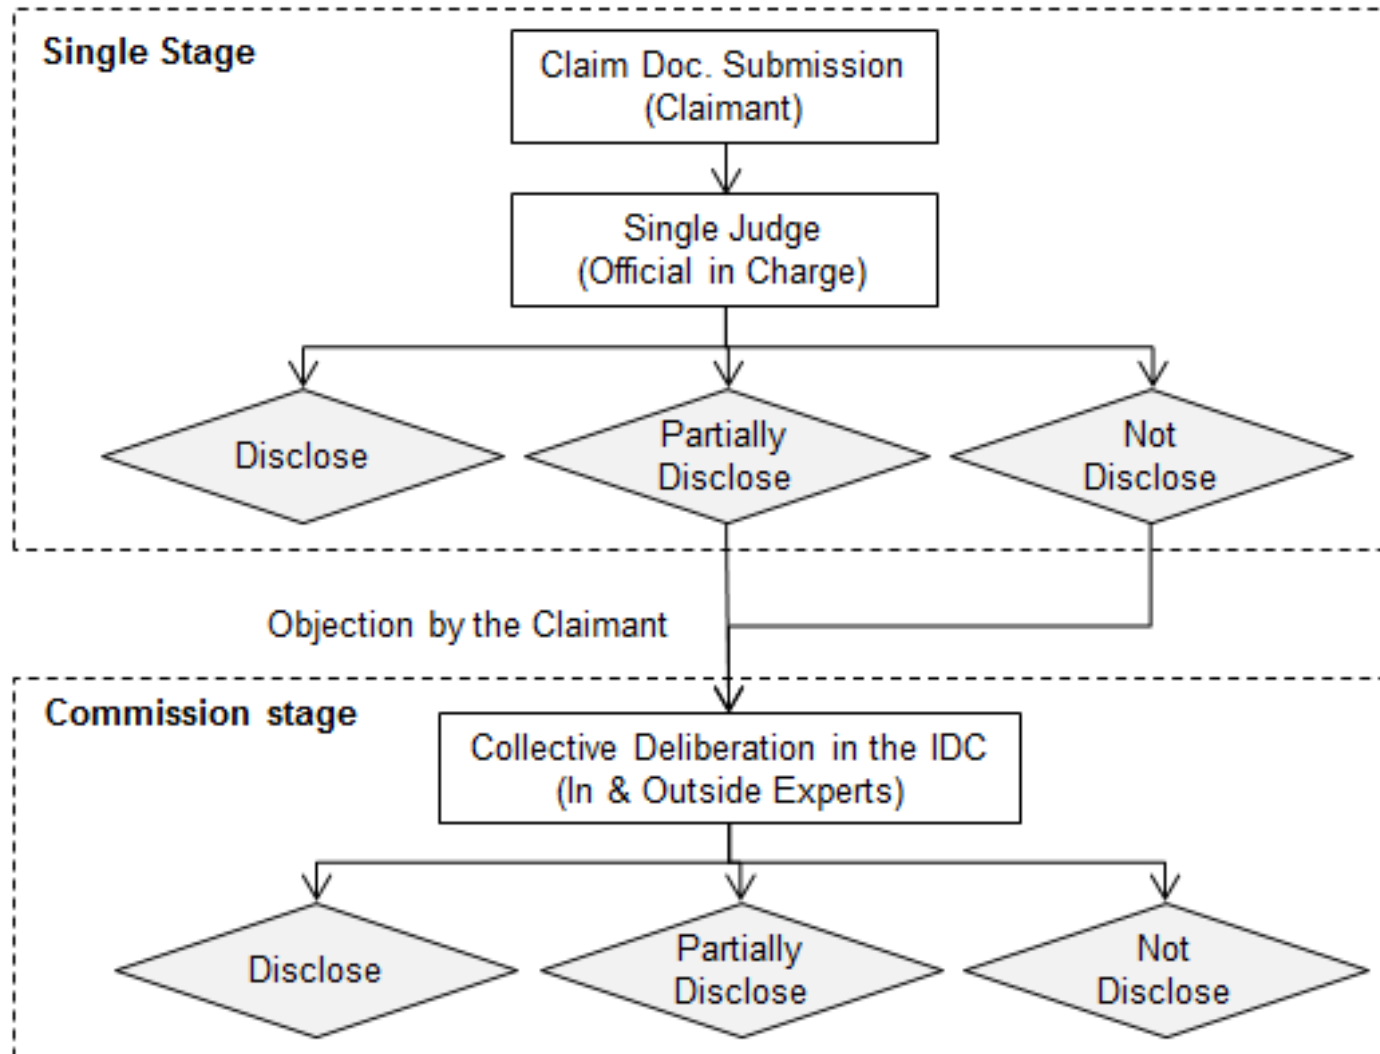 Single Stage
Claim Doc. Submission
(Claimant)
Single Judge
(Official in Charge)
Disclose
Partially
Disclose
Not
Disclose
Objection by the Claimant
Commission stage
Collective Deliberation in the IDC
(In & Outside Experts)
Disclose
Partially
Disclose
Not
Disclose